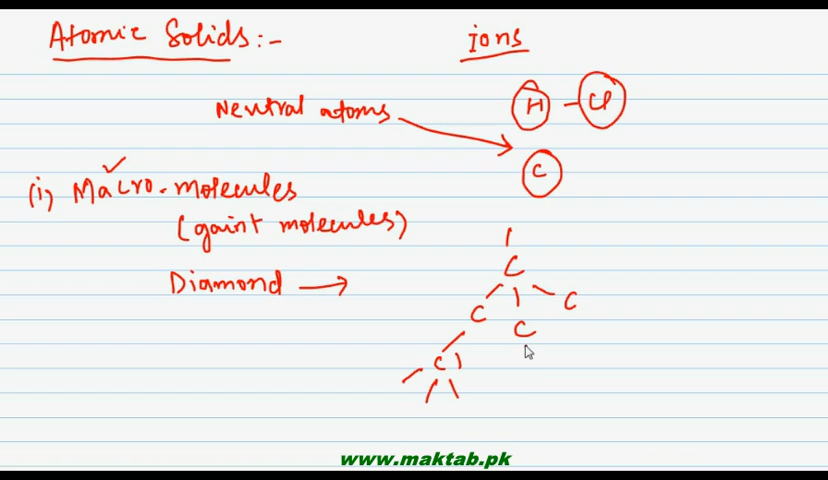 Atomic Solids:-
ions
Neutral atoms
H - Cl
C
(i) Macro-molecules
(gaint molecules)
Diamond →
C
C C C
C
www.maktab.pk